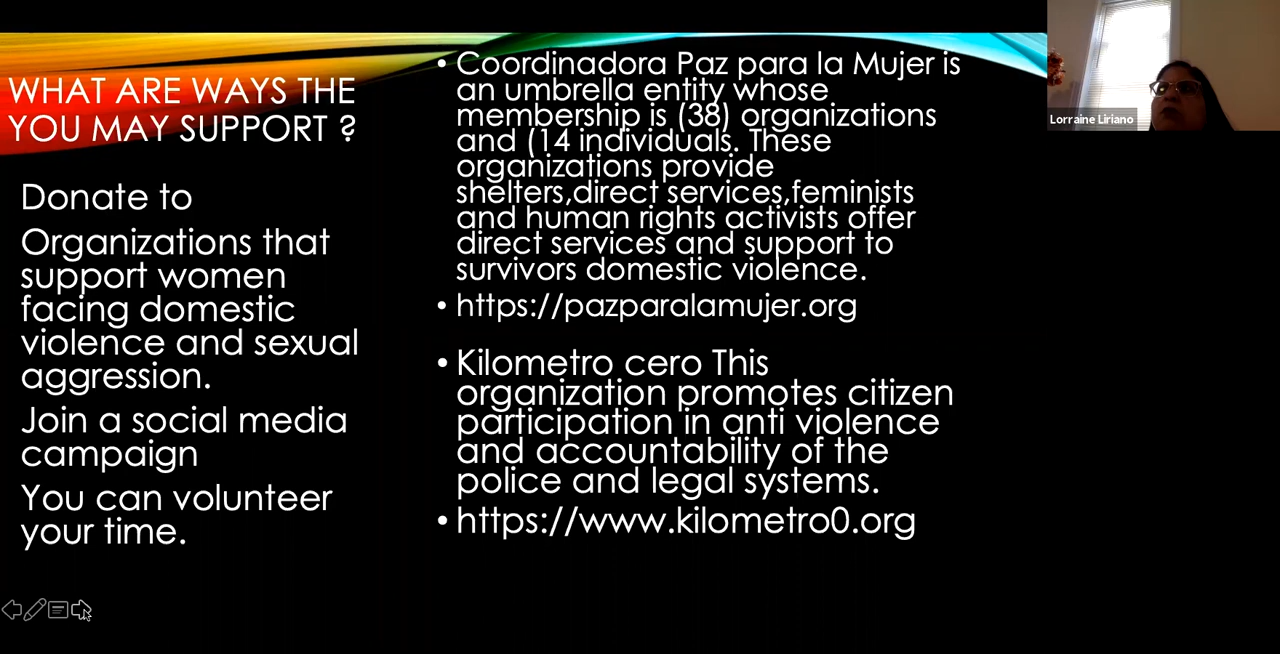 WHAT ARE WAYS THE
YOU MAY SUPPORT ?
Donate to
Organizations that
support women
facing domestic
violence and sexual
aggression.
Join a social media
campaign
You can volunteer
your time.
• Coordinadora Paz para la Mujer is
an umbrella entity whose
membership is (38) organizations
and (14 individuals. These
organizations provide
shelters,direct services,feminists
and human rights activists offer
direct services and support to
survivors domestic violence.
• https://pazparalamujer.org
• Kilometro cero This
organization promotes citizen
participation in anti violence
and accountability of the
police and legal systems.
• https://www.kilometro0.org
Lorraine Liriano